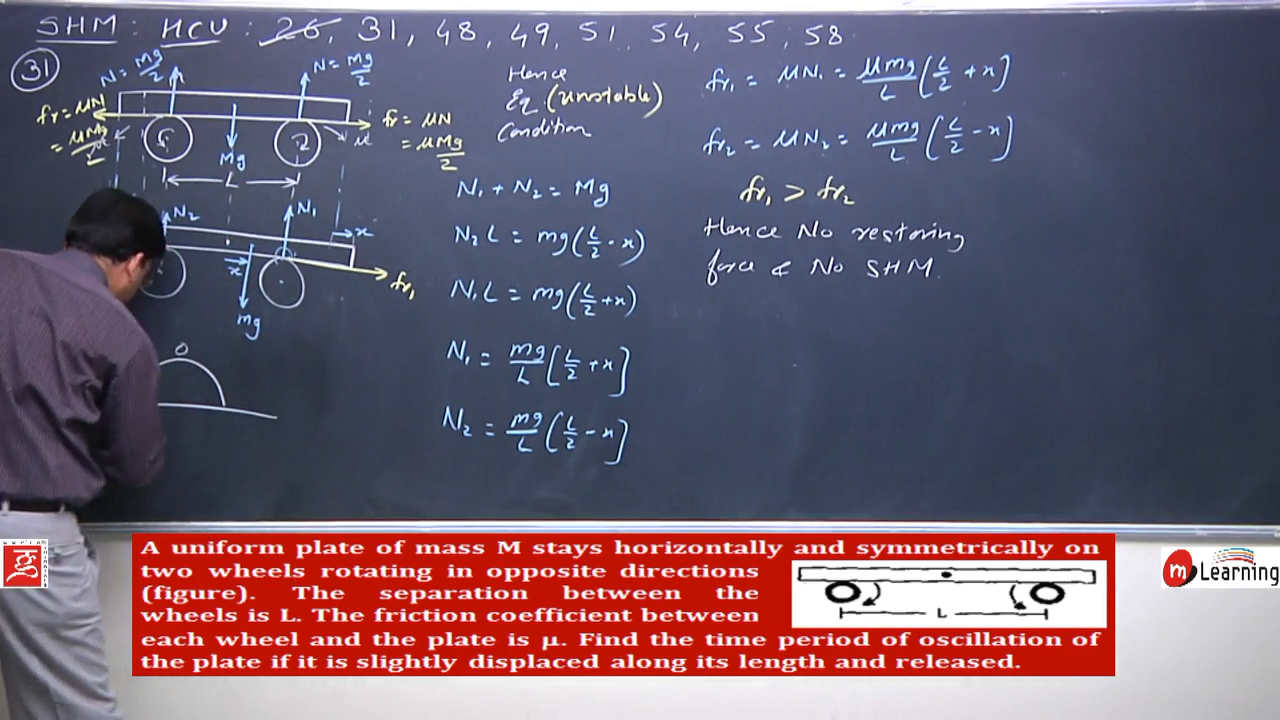 SHM : HCU : 26, 31, 48, 49, 51, 54, 55, 58
31
N = Mg/2
N = Mg/2
fr = μN
= μMg/2
fr = μN
= μMg/2
μ
Mg
L
N2
N1
x
x
fr1
mg
Hence
Eq. (unstable)
Condition
N1 + N2 = Mg
N2 L = mg(L/2 - x)
N1 L = mg(L/2 + x)
N1 = mg/L [L/2 + x]
N2 = mg/L [L/2 - x]
fr1 = μN1 = μmg/L [L/2 + x]
fr2 = μN2 = μmg/L [L/2 - x]
fr1 > fr2
Hence No restoring
force & No SHM.
A uniform plate of mass M stays horizontally and symmetrically on
two wheels rotating in opposite directions
(figure). The separation between the
wheels is L. The friction coefficient between
each wheel and the plate is μ. Find the time period of oscillation of
the plate if it is slightly displaced along its length and released.
L
m Learning